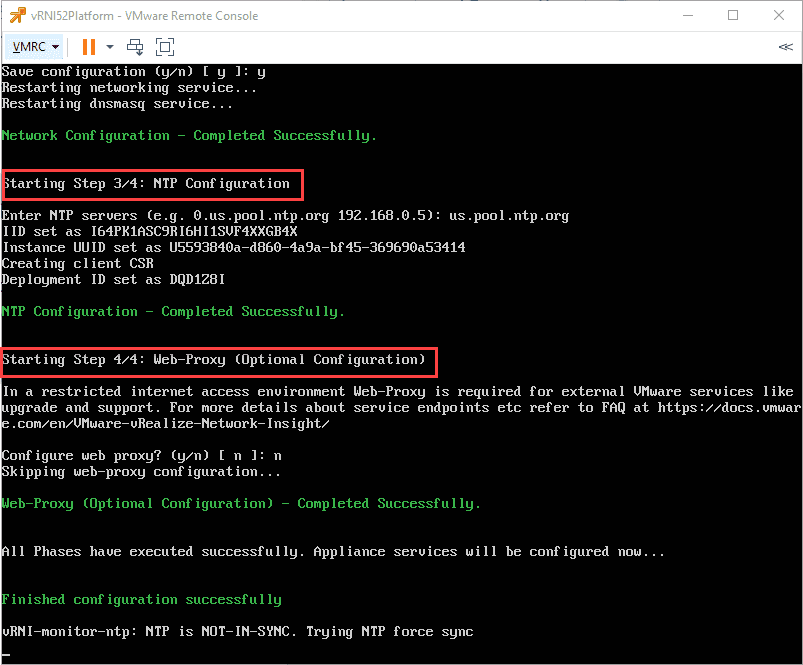 vRNI52Platform - VMware Remote Console
VMRC
Save configuration (y/n) [ y ]: y
Restarting networking service...
Restarting dnsmasq service...
Network Configuration - Completed Successfully.
Starting Step 3/4: NTP Configuration
Enter NTP servers (e.g. 0.us.pool.ntp.org 192.168.0.5): us.pool.ntp.org
IID set as I64PK1ASC9RI6HI1SVF4XXGB4X
Instance UUID set as U5593840a-d860-4a9a-bf45-369690a53414
Creating client CSR
Deployment ID set as DQD1Z8I
NTP Configuration - Completed Successfully.
Starting Step 4/4: Web-Proxy (Optional Configuration)
In a restricted internet access environment Web-Proxy is required for external VMware services like
upgrade and support. For more details about service endpoints etc refer to FAQ at https://docs.vmwar
e.com/en/VMware-vRealize-Network-Insight/
Configure web proxy? (y/n) [ n ]: n
Skipping web-proxy configuration...
Web-Proxy (Optional Configuration) - Completed Successfully.
All Phases have executed successfully. Appliance services will be configured now...
Finished configuration successfully
vRNI-monitor-ntp: NTP is NOT-IN-SYNC. Trying NTP force sync